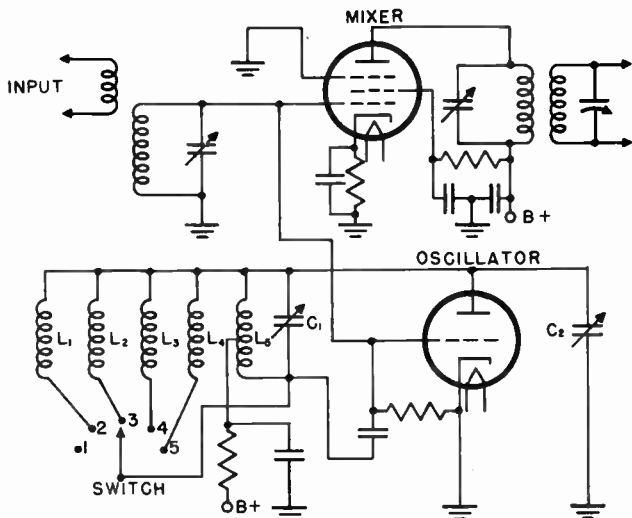 MIXER
INPUT
B+
OSCILLATOR
L1 L2 L3 L4 L5 C1 C2
2 3 4 5
1
SWITCH B+